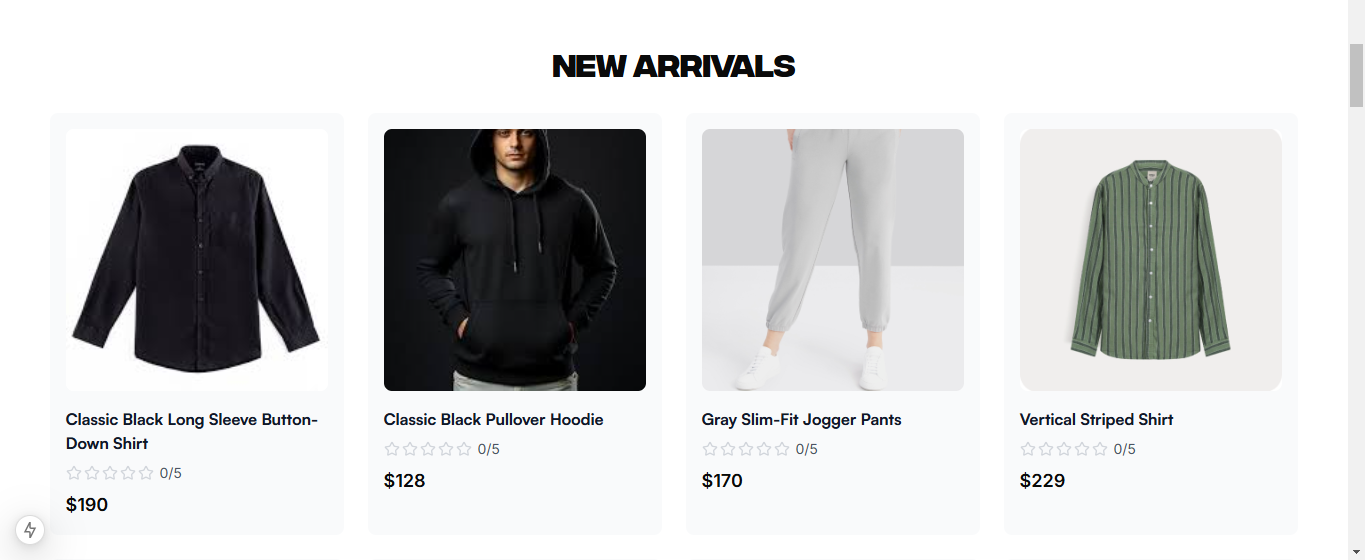 NEW ARRIVALS
Classic Black Long Sleeve Button-
Down Shirt
0/5
$190
Classic Black Pullover Hoodie
0/5
$128
Gray Slim-Fit Jogger Pants
0/5
$170
Vertical Striped Shirt
0/5
$229